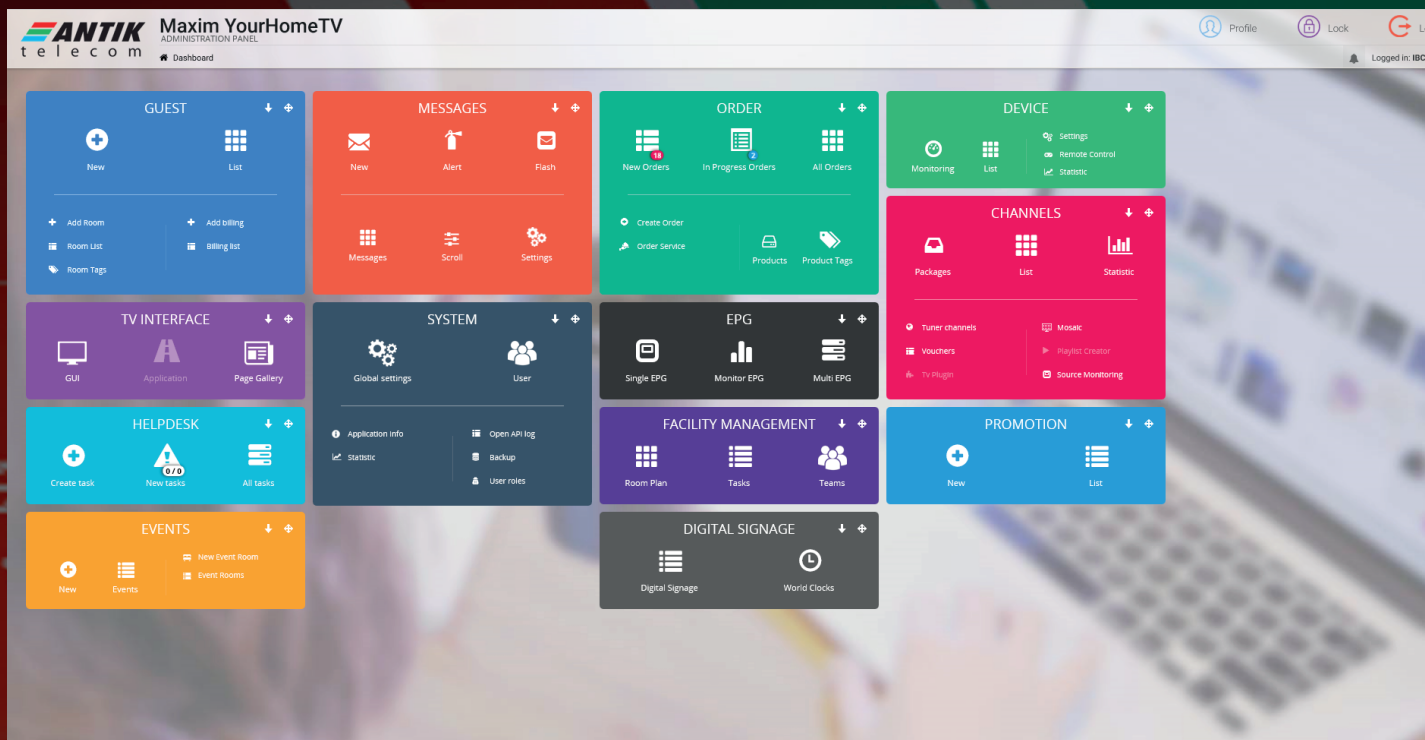 ANTIK
telecom
Maxim YourHomeTV
ADMINISTRATION PANEL
Dashboard
Profile
Lock
Logged in: IBC
GUEST
New
List
Add Room
Add billing
Room List
Billing list
Room Tags
MESSAGES
New
Alert
Flash
Messages
Scroll
Settings
ORDER
18
2
New Orders
In Progress Orders
All Orders
Create Order
Order Service
Products
Product Tags
DEVICE
Monitoring
List
Settings
Remote Control
Statistic
CHANNELS
Packages
List
Statistic
Tuner channels
Mosaic
Vouchers
Playlist Creator
Tv Plugin
Source Monitoring
TV INTERFACE
GUI
Application
Page Gallery
SYSTEM
Global settings
User
Application info
Open API log
Statistic
Backup
User roles
EPG
Single EPG
Monitor EPG
Multi EPG
HELPDESK
0 / 0
Create task
New tasks
All tasks
FACILITY MANAGEMENT
Room Plan
Tasks
Teams
PROMOTION
New
List
EVENTS
New
Events
New Event Room
Event Rooms
DIGITAL SIGNAGE
Digital Signage
World Clocks